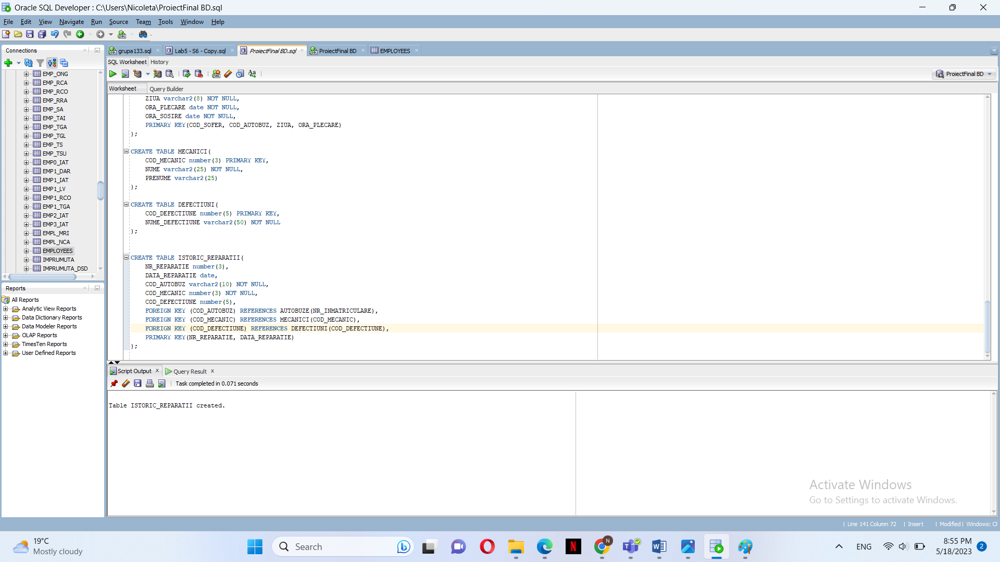 Oracle SQL Developer : C:\Users\Nicoleta\ProiectFinal BD.sql
File Edit View Navigate Run Source Team Tools Window Help
Connections
grupa133.sql
Lab5 - S6 - Copy.sql
ProiectFinal BD.sql
ProiectFinal BD
EMPLOYEES
SQL Worksheet History
ProiectFinal BD
Worksheet Query Builder
EMP_ONG
EMP_RCA
EMP_RCO
EMP_RRA
EMP_SA
EMP_TAI
EMP_TGA
EMP_TGL
EMP_TS
EMP_TSU
EMP0_IAT
EMP1_DAR
EMP1_IAT
EMP1_LV
EMP1_RCO
EMP1_TGA
EMP2_IAT
EMP3_IAT
EMPL_MRI
EMPL_NCA
EMPLOYEES
IMPRUMUTA
IMPRUMUTA_DSD
Reports
All Reports
Analytic View Reports
Data Dictionary Reports
Data Modeler Reports
OLAP Reports
TimesTen Reports
User Defined Reports
ZIUA varchar2(8) NOT NULL,
ORA_PLECARE date NOT NULL,
ORA_SOSIRE date NOT NULL,
PRIMARY KEY(COD_SOFER, COD_AUTOBUZ, ZIUA, ORA_PLECARE)
);
CREATE TABLE MECANICI(
COD_MECANIC number(3) PRIMARY KEY,
NUME varchar2(25) NOT NULL,
PRENUME varchar2(25)
);
CREATE TABLE DEFECTIUNI(
COD_DEFECTIUNE number(5) PRIMARY KEY,
NUME_DEFECTIUNE varchar2(50) NOT NULL
);
CREATE TABLE ISTORIC_REPARATII(
NR_REPARATIE number(3),
DATA_REPARATIE date,
COD_AUTOBUZ varchar2(10) NOT NULL,
COD_MECANIC number(3) NOT NULL,
COD_DEFECTIUNE number(5),
FOREIGN KEY (COD_AUTOBUZ) REFERENCES AUTOBUZE(NR_INMATRICULARE),
FOREIGN KEY (COD_MECANIC) REFERENCES MECANICI(COD_MECANIC),
FOREIGN KEY (COD_DEFECTIUNE) REFERENCES DEFECTIUNI(COD_DEFECTIUNE),
PRIMARY KEY(NR_REPARATIE, DATA_REPARATIE)
);
Script Output x Query Result x
Task completed in 0.071 seconds
Table ISTORIC_REPARATII created.
Activate Windows
Go to Settings to activate Windows.
Line 141 Column 72 | Insert | Modified | Windows:
19°C
Mostly cloudy
Search
ENG
8:55 PM
5/18/2023
2